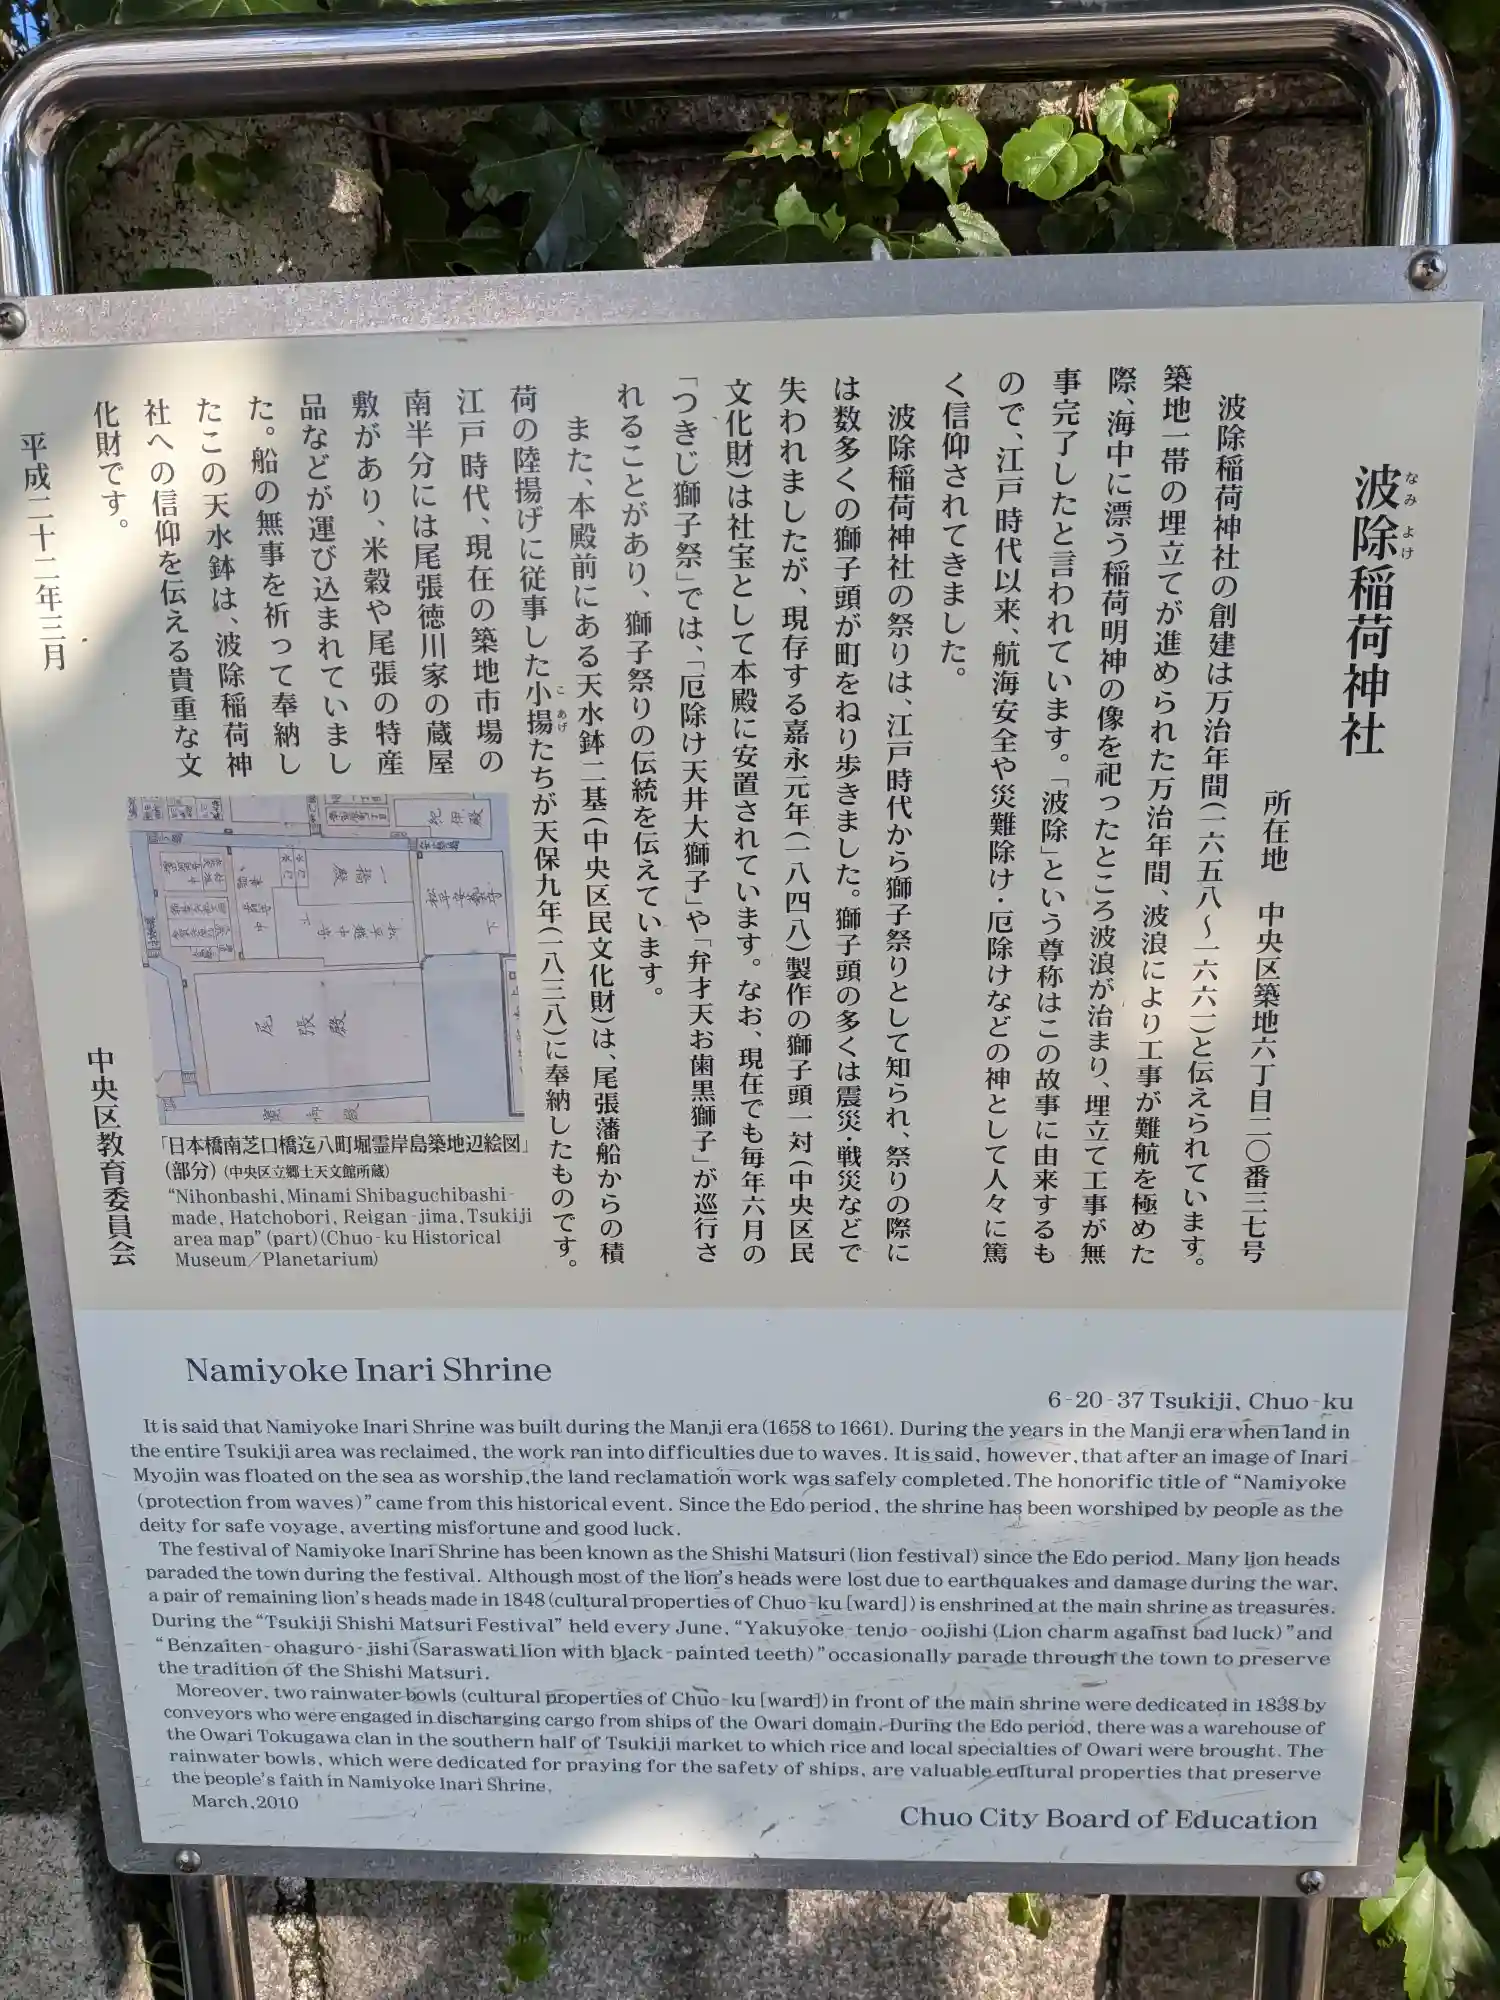 波除稲荷神社
なみ よけ
所在地 中央区築地六丁目二〇番三七号
波除稲荷神社の創建は万治年間(一六五八〜一六六一)と伝えられています。
築地一帯の埋立てが進められた万治年間、波浪により工事が難航を極めた
際、海中に漂う稲荷明神の像を祀ったところ波浪が治まり、埋立て工事が無
事完了したと言われています。「波除」という尊称はこの故事に由来するも
ので、江戸時代以来、航海安全や災難除け・厄除けなどの神として人々に篤
く信仰されてきました。
波除稲荷神社の祭りは、江戸時代から獅子祭りとして知られ、祭りの際に
は数多くの獅子頭が町をねり歩きました。獅子頭の多くは震災・戦災などで
失われましたが、現存する嘉永元年(一八四八)製作の獅子頭一対(中央区民
文化財)は社宝として本殿に安置されています。なお、現在でも毎年六月の
「つきじ獅子祭」では、「厄除け天井大獅子」や「弁才天お歯黒獅子」が巡行さ
れることがあり、獅子祭りの伝統を伝えています。
また、本殿前にある天水鉢二基(中央区民文化財)は、尾張藩船からの積
荷の陸揚げに従事した小揚たちが天保九年(一八三八)に奉納したものです。
こ あげ
江戸時代、現在の築地市場の
南半分には尾張徳川家の蔵屋
敷があり、米穀や尾張の特産
品などが運び込まれていまし
た。船の無事を祈って奉納し
たこの天水鉢は、波除稲荷神
社への信仰を伝える貴重な文
化財です。
平成二十二年三月
中央区教育委員会
紀伊殿
一橋殿
尾張殿
「日本橋南芝口橋迄八町堀霊岸島築地辺絵図」
(部分)(中央区立郷土天文館所蔵)
“Nihonbashi, Minami Shibaguchibashi-
made, Hatchobori, Reigan-jima, Tsukiji
area map” (part)(Chuo-ku Historical
Museum/Planetarium)
Namiyoke Inari Shrine
6-20-37 Tsukiji, Chuo-ku
It is said that Namiyoke Inari Shrine was built during the Manji era (1658 to 1661). During the years in the Manji era when land in
the entire Tsukiji area was reclaimed, the work ran into difficulties due to waves. It is said, however, that after an image of Inari
Myojin was floated on the sea as worship, the land reclamation work was safely completed. The honorific title of “Namiyoke
(protection from waves)” came from this historical event. Since the Edo period, the shrine has been worshiped by people as the
deity for safe voyage, averting misfortune and good luck.
The festival of Namiyoke Inari Shrine has been known as the Shishi Matsuri (lion festival) since the Edo period. Many lion heads
paraded the town during the festival. Although most of the lion's heads were lost due to earthquakes and damage during the war,
a pair of remaining lion's heads made in 1848 (cultural properties of Chuo-ku [ward]) is enshrined at the main shrine as treasures.
During the “Tsukiji Shishi Matsuri Festival” held every June, “Yakuyoke-tenjo-oojishi (Lion charm against bad luck)” and
“Benzaiten-ohaguro-jishi (Saraswati lion with black-painted teeth)” occasionally parade through the town to preserve
the tradition of the Shishi Matsuri.
Moreover, two rainwater bowls (cultural properties of Chuo-ku [ward]) in front of the main shrine were dedicated in 1838 by
conveyors who were engaged in discharging cargo from ships of the Owari domain. During the Edo period, there was a warehouse of
the Owari Tokugawa clan in the southern half of Tsukiji market to which rice and local specialties of Owari were brought. The
rainwater bowls, which were dedicated for praying for the safety of ships, are valuable cultural properties that preserve
the people's faith in Namiyoke Inari Shrine.
March, 2010
Chuo City Board of Education